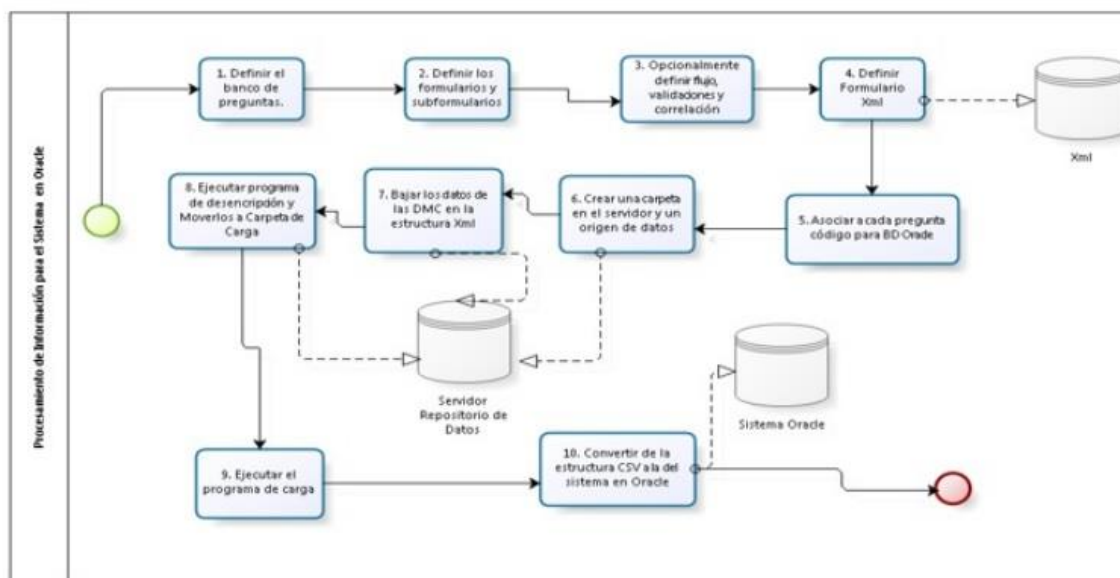 Procesamiento de Información para el Sistema en Oracle
1. Definir el
banco de
preguntas.
2. Definir los
formularios y
subformularios
3. Opcionalmente
definir flujo,
validaciones y
correlación
4. Definir
Formulario
Xml
Xml
5. Asociar a cada pregunta
código para BD Oracle
6. Crear una carpeta
en el servidor y un
origen de datos
7. Bajar los datos de
las DMC en la
estructura Xml
8. Ejecutar programa
de desencripción y
Moverlos a Carpeta de
Carga
Servidor
Repositorio de
Datos
Sistema Oracle
9. Ejecutar el
programa de carga
10. Convertir de la
estructura CSV a la del
sistema en Oracle